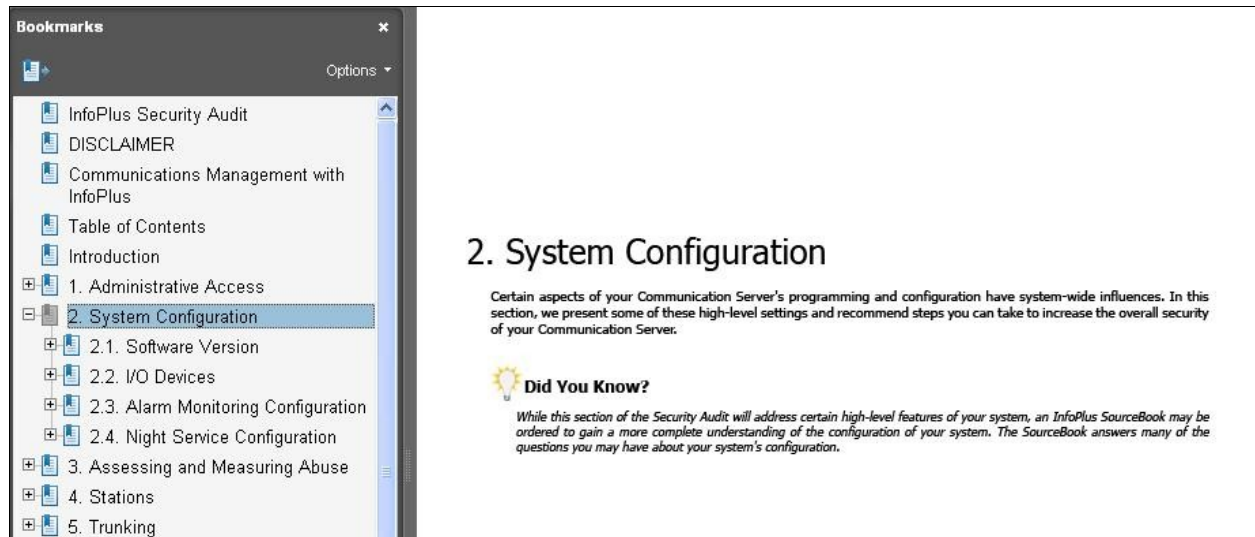 Bookmarks
×
Options
InfoPlus Security Audit
DISCLAIMER
Communications Management with
InfoPlus
Table of Contents
Introduction
1. Administrative Access
2. System Configuration
2.1. Software Version
2.2. I/O Devices
2.3. Alarm Monitoring Configuration
2.4. Night Service Configuration
3. Assessing and Measuring Abuse
4. Stations
5. Trunking
2. System Configuration
Certain aspects of your Communication Server's programming and configuration have system-wide influences. In this
section, we present some of these high-level settings and recommend steps you can take to increase the overall security
of your Communication Server.
Did You Know?
While this section of the Security Audit will address certain high-level features of your system, an InfoPlus SourceBook may be
ordered to gain a more complete understanding of the configuration of your system. The SourceBook answers many of the
questions you may have about your system's configuration.